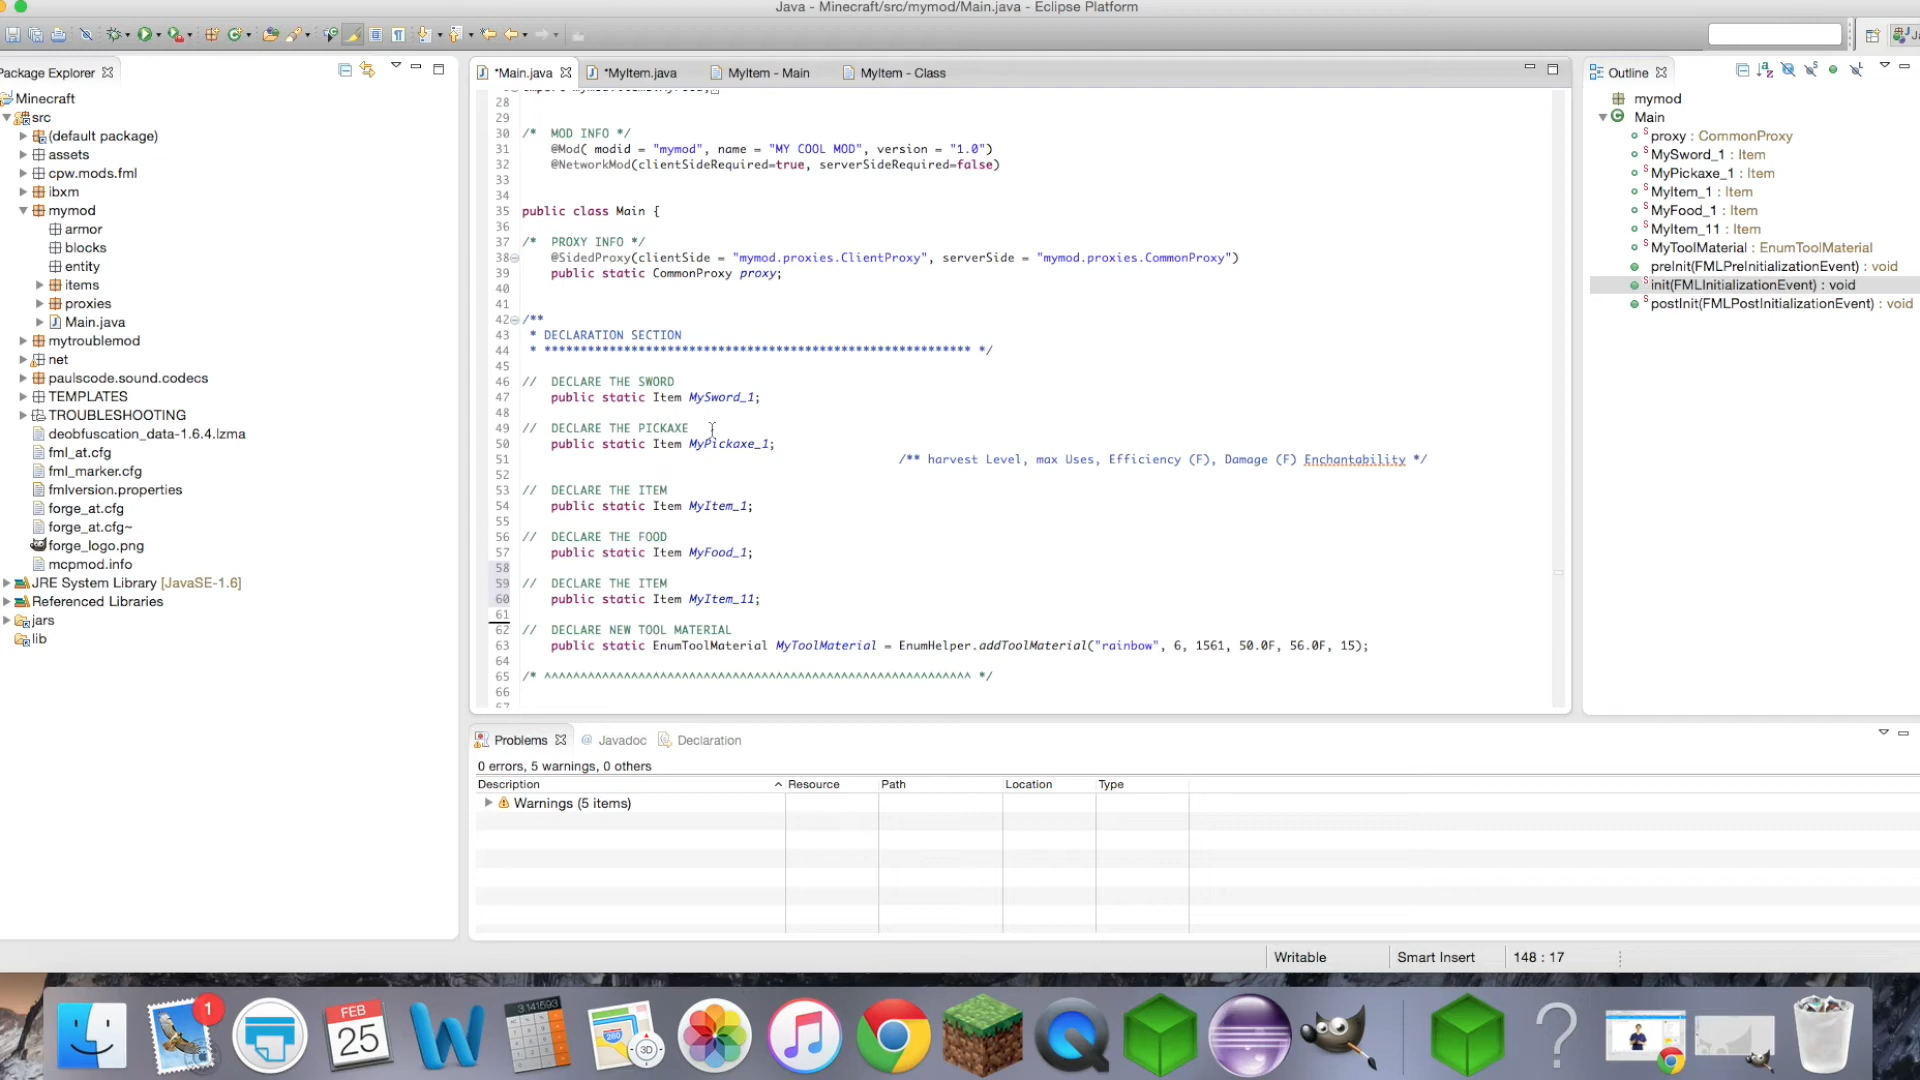 Java - Minecraft/src/mymod/Main.java - Eclipse Platform
Package Explorer
Minecraft
src
(default package)
assets
cpw.mods.fml
ibxm
mymod
armor
blocks
entity
items
proxies
Main.java
mytroublemod
net
paulscode.sound.codecs
TEMPLATES
TROUBLESHOOTING
deobfuscation_data-1.6.4.lzma
fml_at.cfg
fml_marker.cfg
fmlversion.properties
forge_at.cfg
forge_at.cfg~
forge_logo.png
mcpmod.info
JRE System Library [JavaSE-1.6]
Referenced Libraries
jars
lib
*Main.java
*MyItem.java
MyItem - Main
MyItem - Class
28
29
30 /* MOD INFO */
31 @Mod( modid = "mymod", name = "MY COOL MOD", version = "1.0")
32 @NetworkMod(clientSideRequired=true, serverSideRequired=false)
33
34
35 public class Main {
36
37 /* PROXY INFO */
38 @SidedProxy(clientSide = "mymod.proxies.ClientProxy", serverSide = "mymod.proxies.CommonProxy")
39 public static CommonProxy proxy;
40
41
42 /**
43 * DECLARATION SECTION
44 * *********************************************************** */
45
46 // DECLARE THE SWORD
47 public static Item MySword_1;
48
49 // DECLARE THE PICKAXE
50 public static Item MyPickaxe_1;
51 /** harvest Level, max Uses, Efficiency (F), Damage (F) Enchantability */
52
53 // DECLARE THE ITEM
54 public static Item MyItem_1;
55
56 // DECLARE THE FOOD
57 public static Item MyFood_1;
58
59 // DECLARE THE ITEM
60 public static Item MyItem_11;
61
62 // DECLARE NEW TOOL MATERIAL
63 public static EnumToolMaterial MyToolMaterial = EnumHelper.addToolMaterial("rainbow", 6, 1561, 50.0F, 56.0F, 15);
64
65 /* ^^^^^^^^^^^^^^^^^^^^^^^^^^^^^^^^^^^^^^^^^^^^^^^^^^^^^^^^^^^ */
66
67
Outline
mymod
Main
proxy : CommonProxy
MySword_1 : Item
MyPickaxe_1 : Item
MyItem_1 : Item
MyFood_1 : Item
MyItem_11 : Item
MyToolMaterial : EnumToolMaterial
preInit(FMLPreInitializationEvent) : void
init(FMLInitializationEvent) : void
postInit(FMLPostInitializationEvent) : void
Problems
Javadoc
Declaration
0 errors, 5 warnings, 0 others
Description Resource Path Location Type
Warnings (5 items)
Writable Smart Insert 148 : 17
1
FEB
25
W
3.141593
280
3D
?